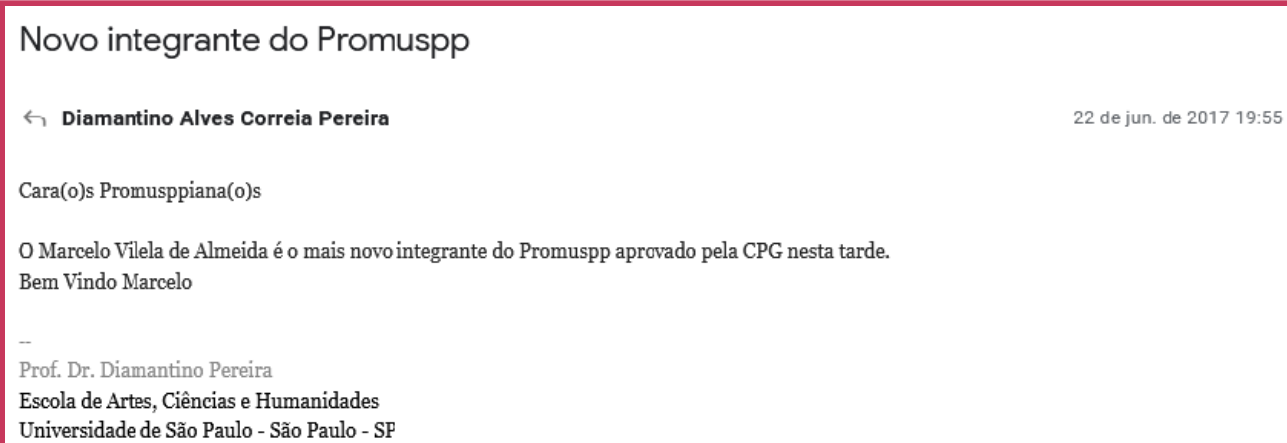 Novo integrante do Promuspp
Diamantino Alves Correia Pereira
22 de jun. de 2017 19:55
Cara(o)s Promusppiana(o)s
O Marcelo Vilela de Almeida é o mais novo integrante do Promuspp aprovado pela CPG nesta tarde.
Bem Vindo Marcelo
--
Prof. Dr. Diamantino Pereira
Escola de Artes, Ciências e Humanidades
Universidade de São Paulo - São Paulo - SP